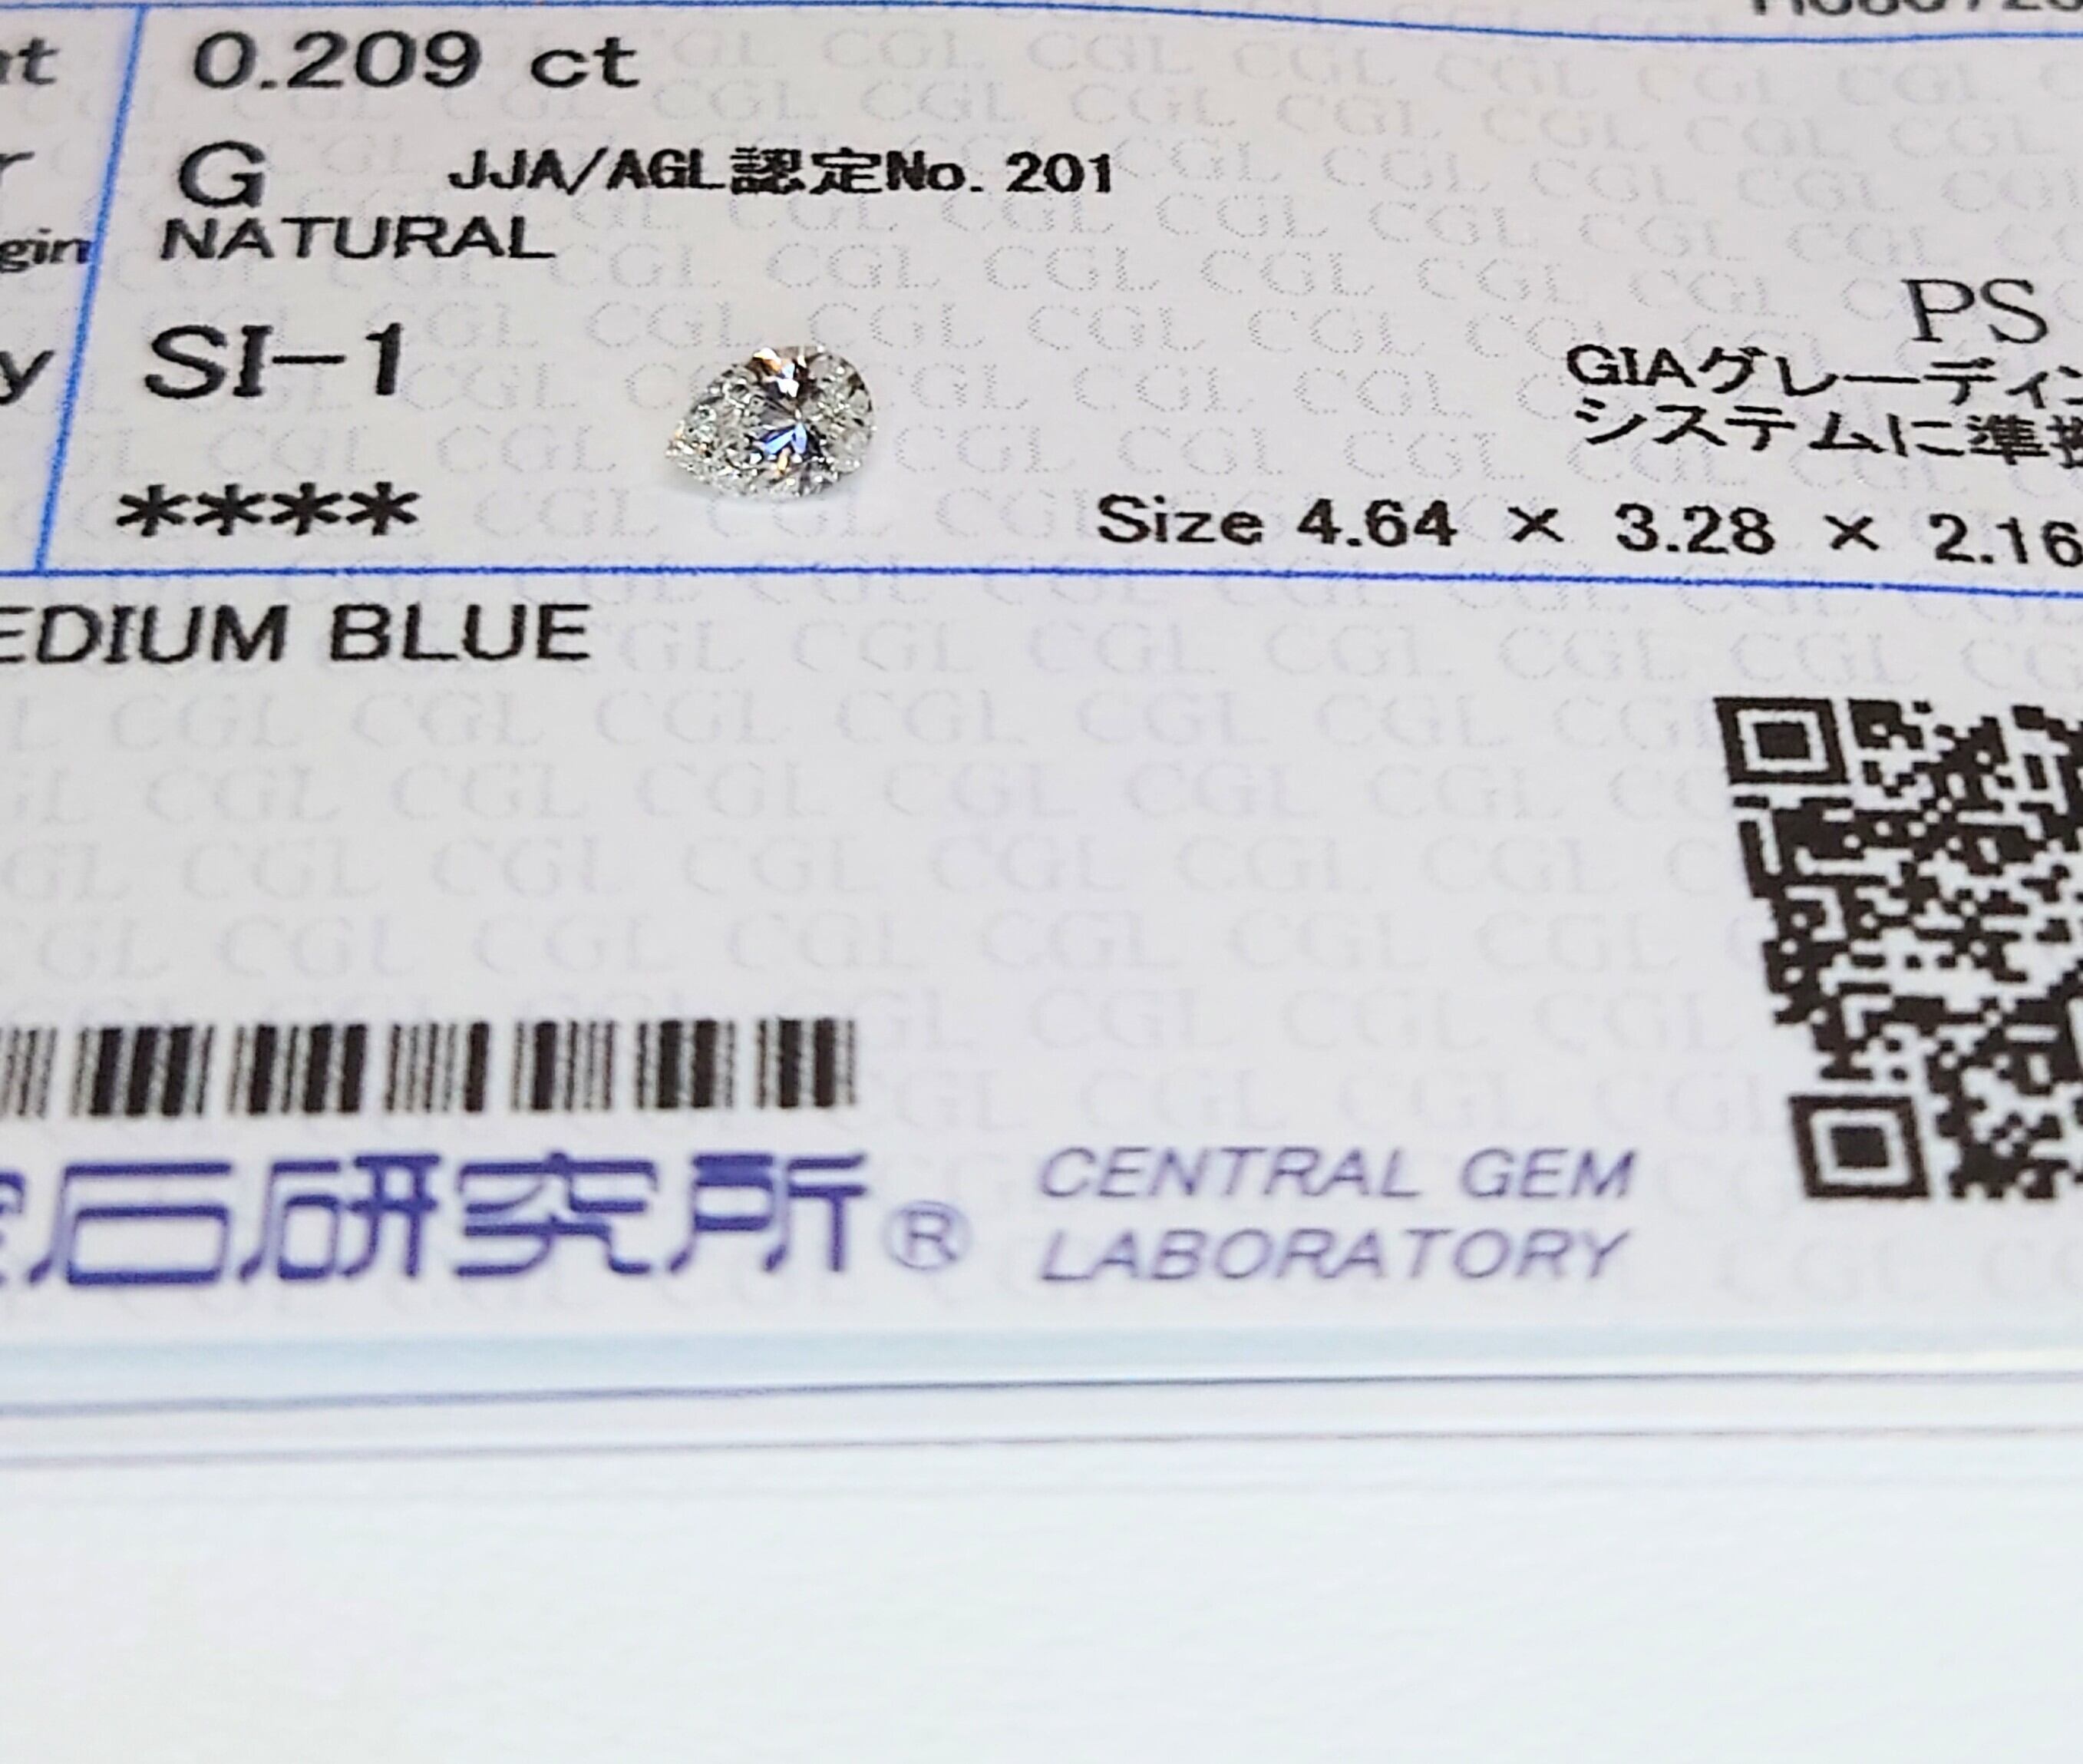 0.209 ct
G JJA/AGL認定No. 201
gin NATURAL
SI-1
PS
GIAグレーディン
システムに準拠
****
Size 4.64 × 3.28 × 2.16
EDIUM BLUE
石研究所® CENTRAL GEM
LABORATORY